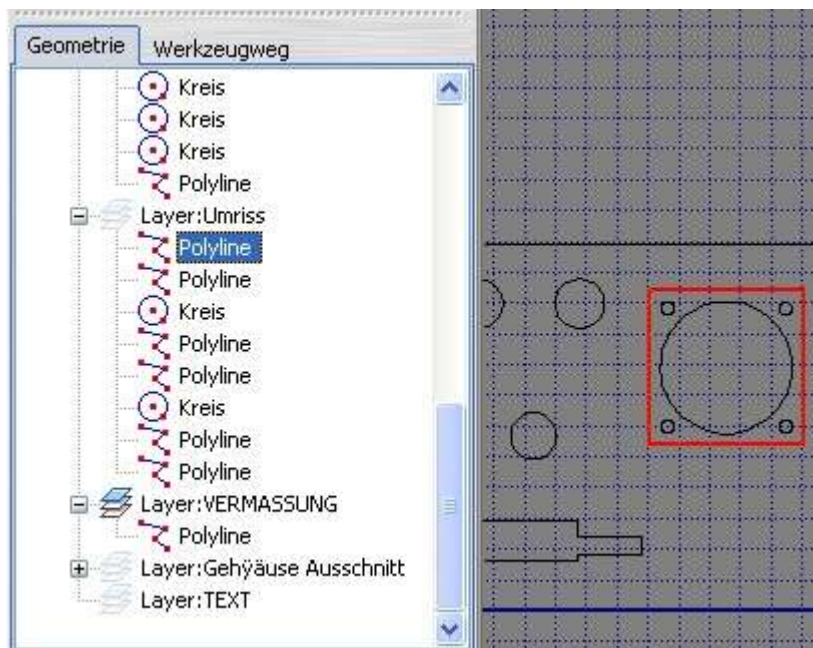 Geometrie Werkzeugweg
Kreis
Kreis
Kreis
Polyline
Layer:Umriss
Polyline
Polyline
Kreis
Polyline
Polyline
Kreis
Polyline
Polyline
Layer:VERMASSUNG
Polyline
Layer:Gehÿäuse Ausschnitt
Layer:TEXT